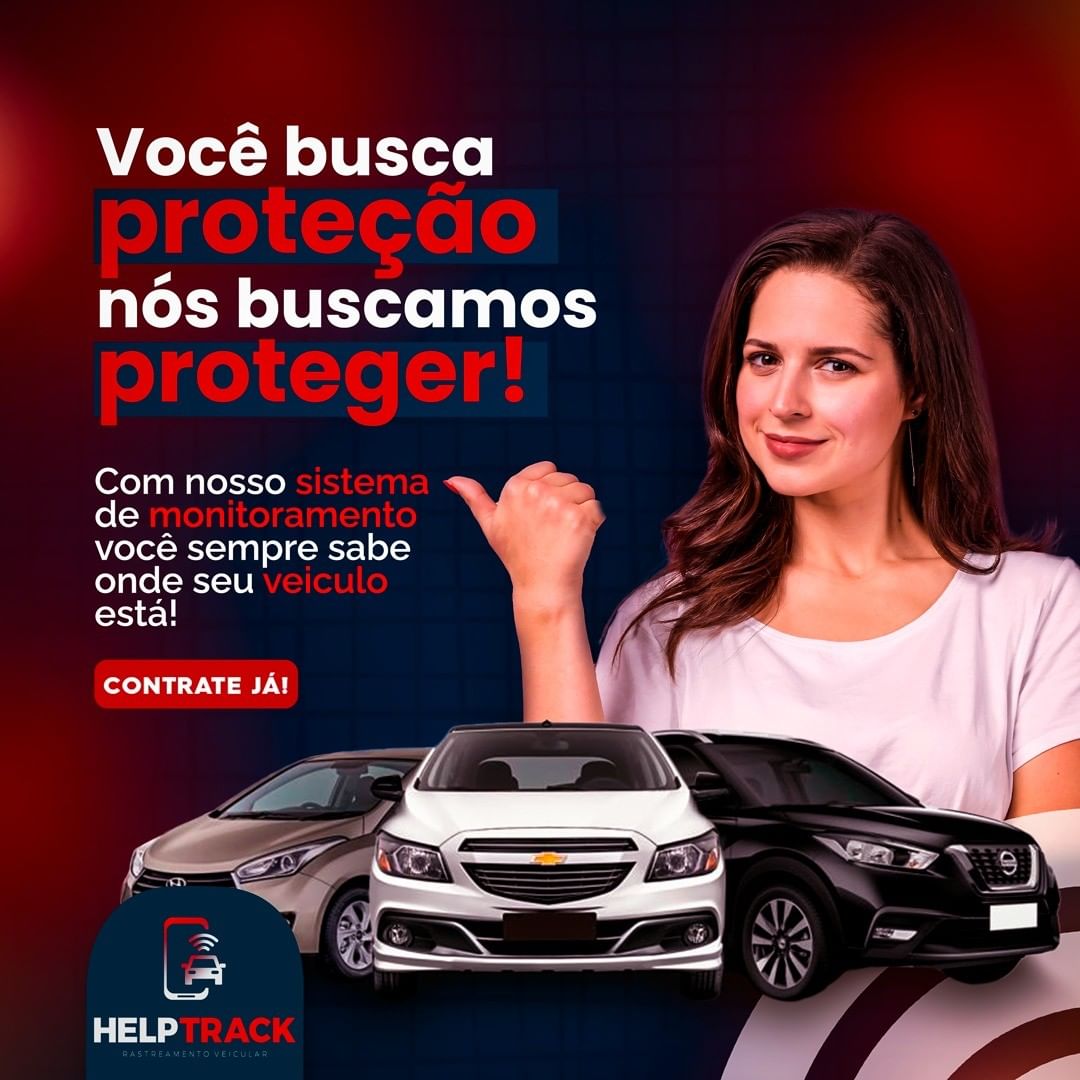 Você busca
proteção
nós buscamos
proteger!
Com nosso sistema
de monitoramento
você sempre sabe
onde seu veiculo
está!
CONTRATE JÁ!
HELPTRACK
RASTREAMENTO VEICULAR